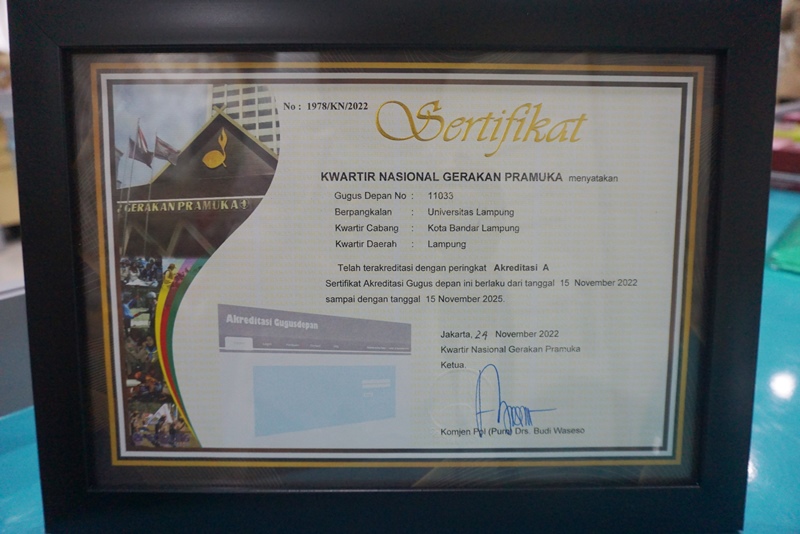 No : 1978/KN/2022
Sertifikat
GERAKAN PRAMUKA
KWARTIR NASIONAL GERAKAN PRAMUKA menyatakan
Gugus Depan No : 11033
Berpangkalan : Universitas Lampung
Kwartir Cabang : Kota Bandar Lampung
Kwartir Daerah : Lampung
Telah terakreditasi dengan peringkat Akreditasi A
Sertifikat Akreditasi Gugus depan ini berlaku dari tanggal 15 November 2022
sampai dengan tanggal 15 November 2025.
Akreditasi Gugusdepan
Jakarta, 24 November 2022
Kwartir Nasional Gerakan Pramuka
Ketua
Komjen Pol (Purn) Drs. Budi Waseso